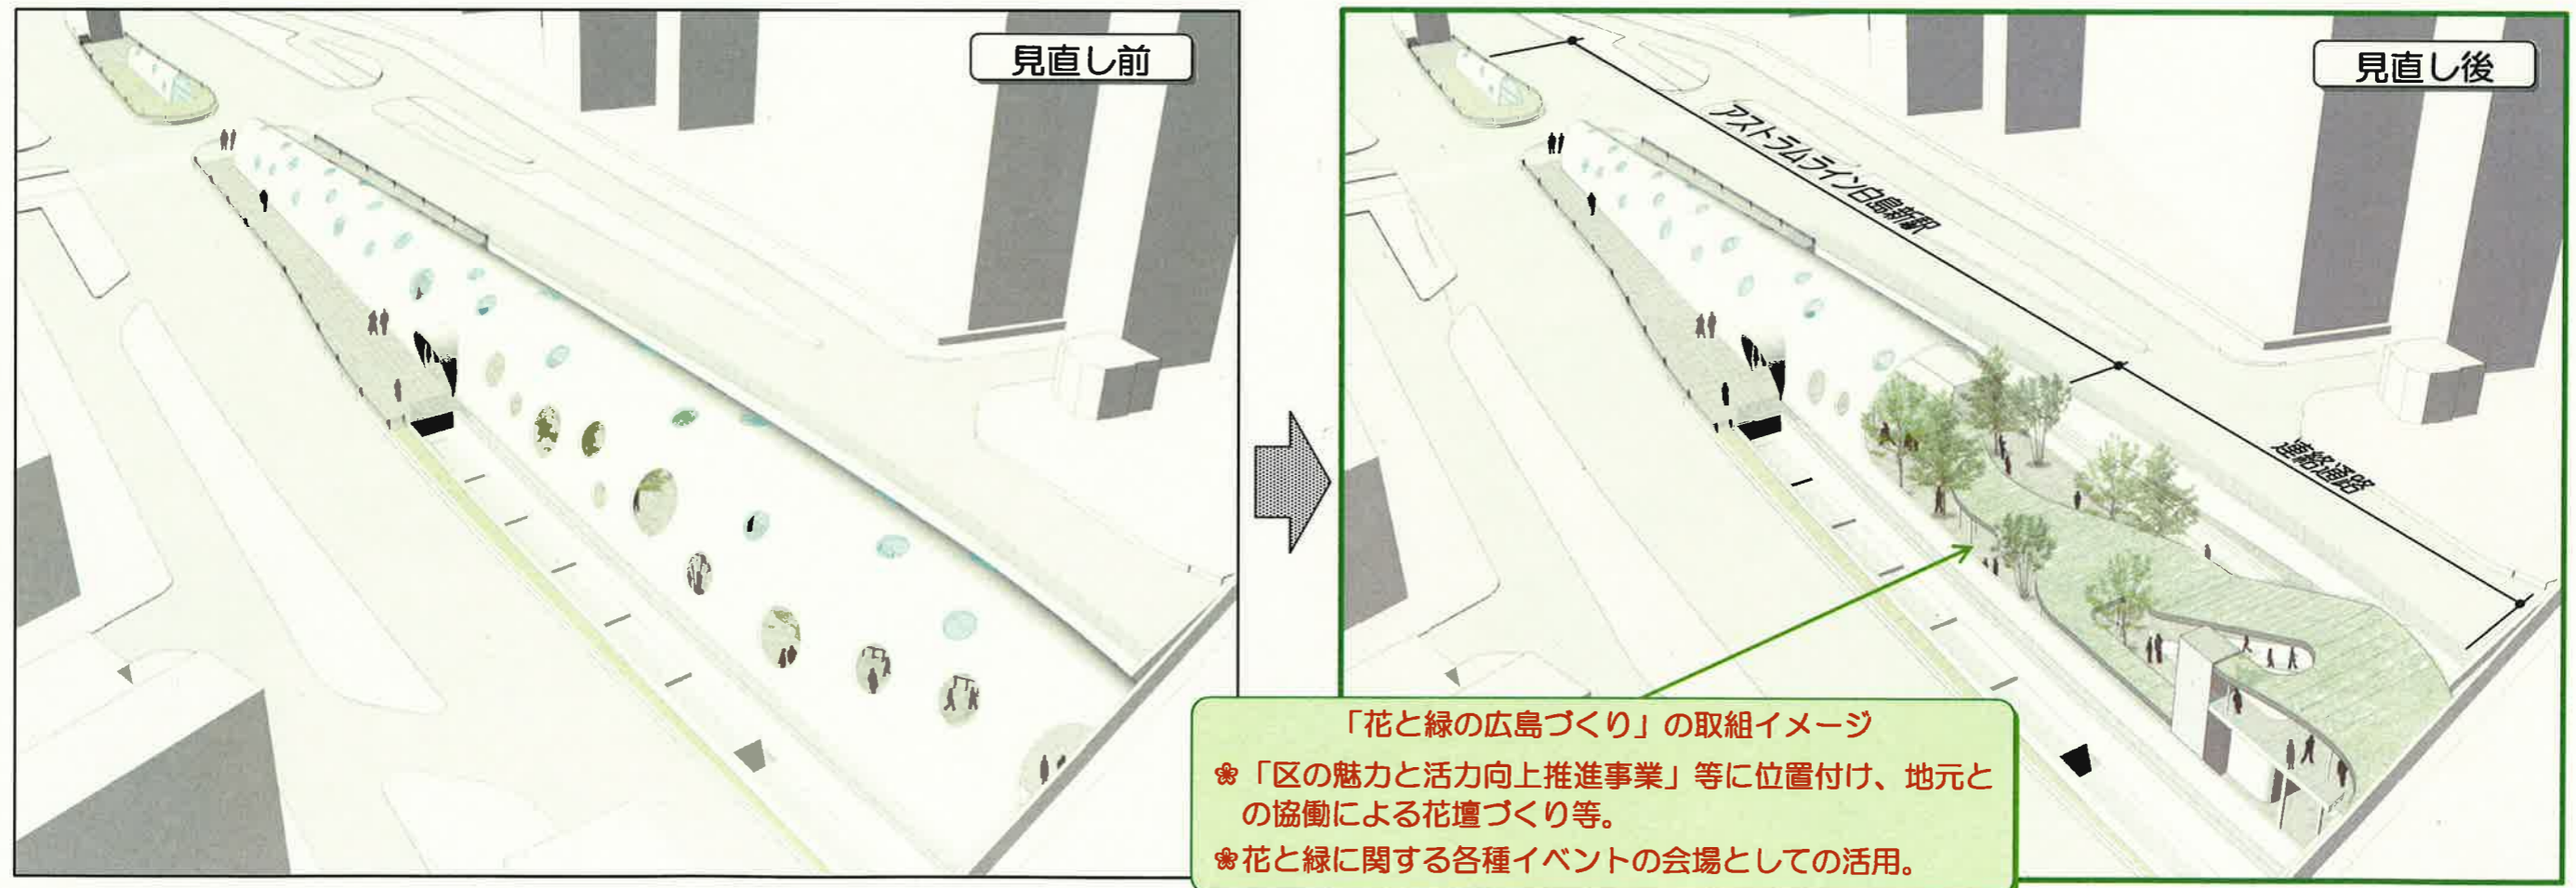 見直し前
見直し後
アストラムライン白島新駅
連絡通路
「花と緑の広島づくり」の取組イメージ
「区の魅力と活力向上推進事業」等に位置付け、地元と
の協働による花壇づくり等。
花と緑に関する各種イベントの会場としての活用。